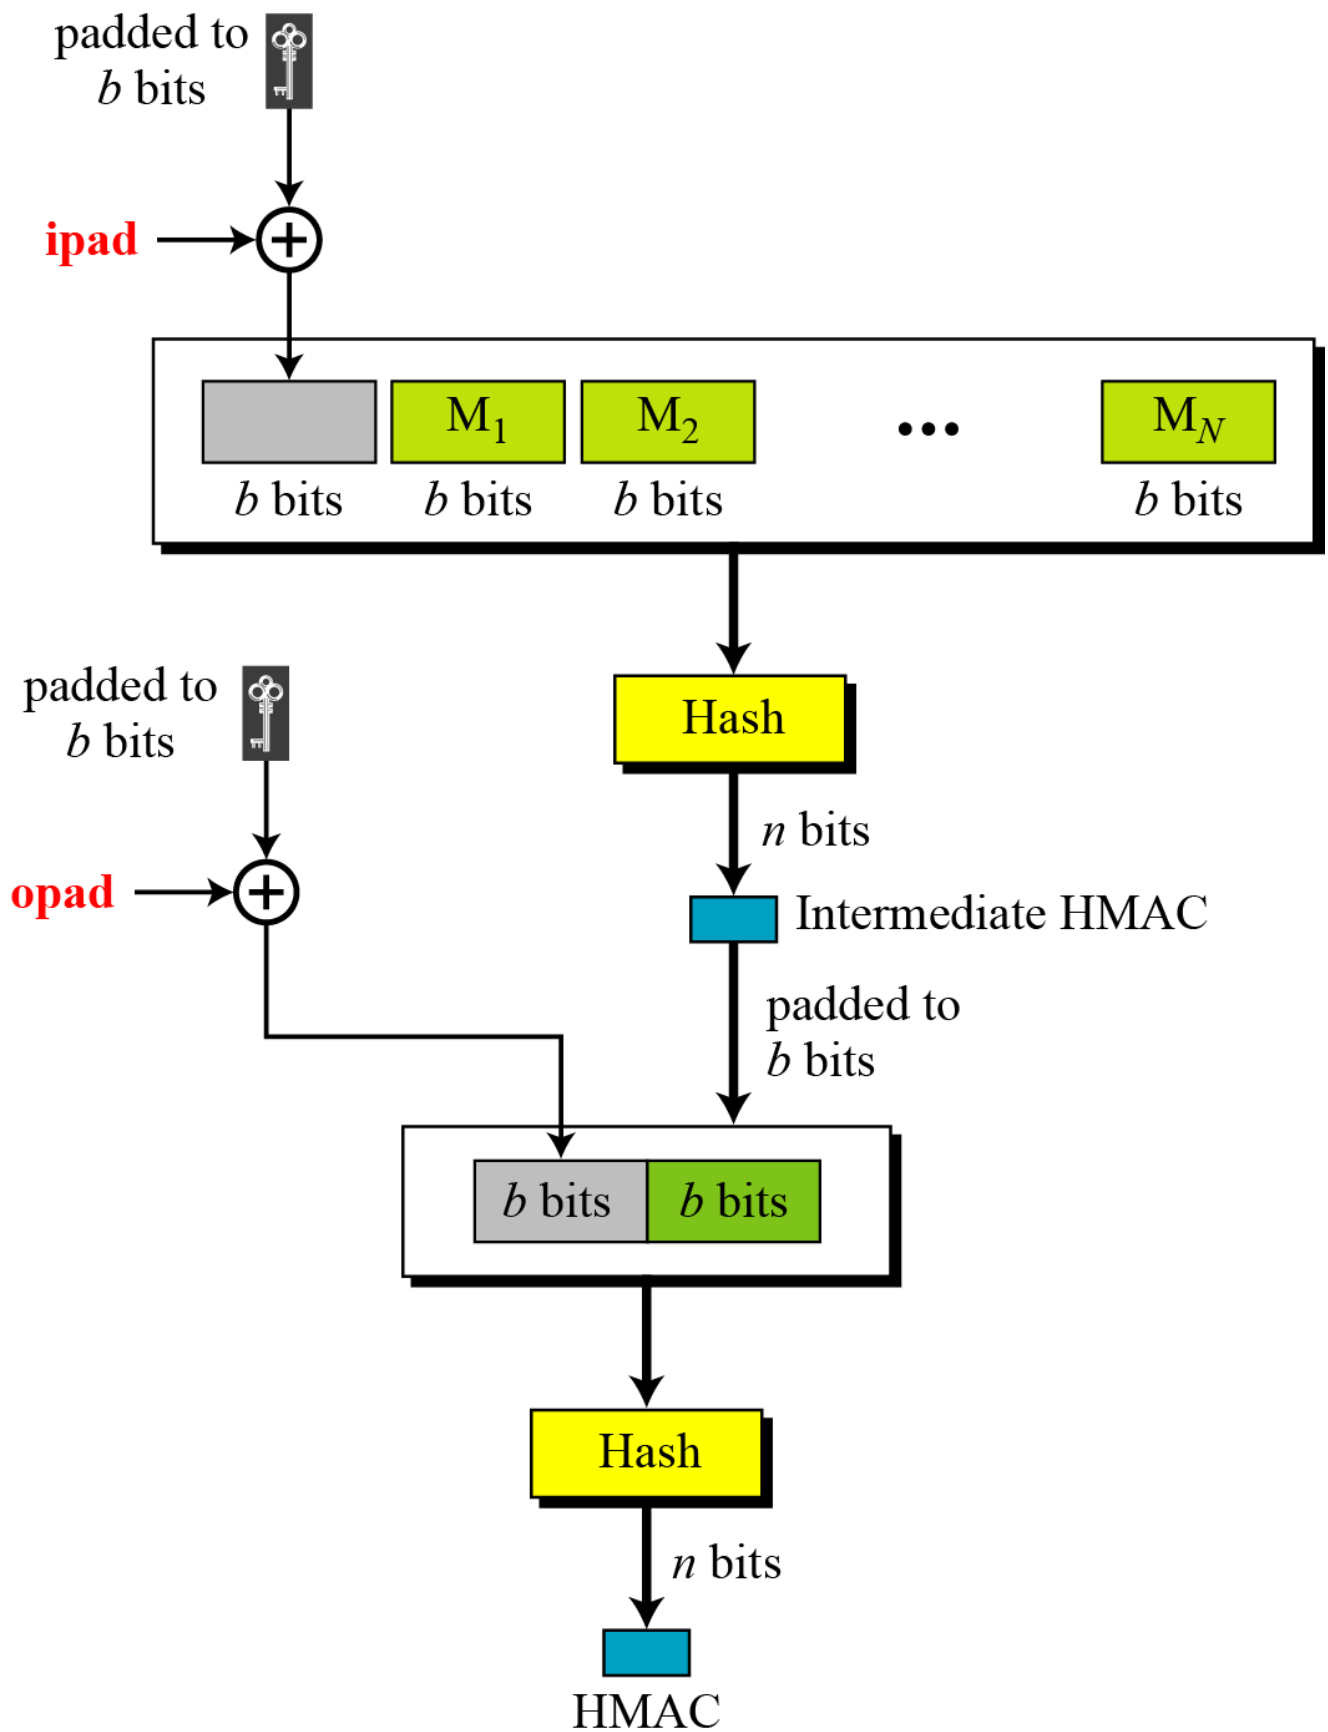 padded to
b bits
ipad
M1 M2 ••• MN
b bits b bits b bits b bits
Hash
padded to
b bits
n bits
opad
Intermediate HMAC
padded to
b bits
b bits b bits
Hash
n bits
HMAC